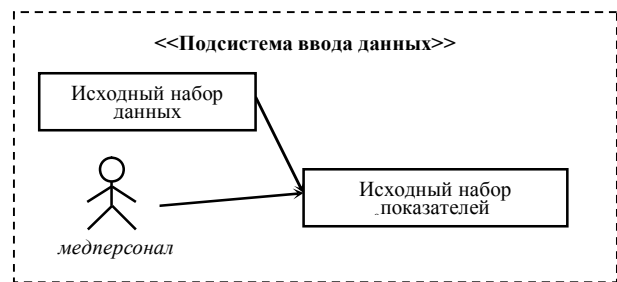 <<Подсистема ввода данных>>
Исходный набор
данных
Исходный набор
показателей
медперсонал